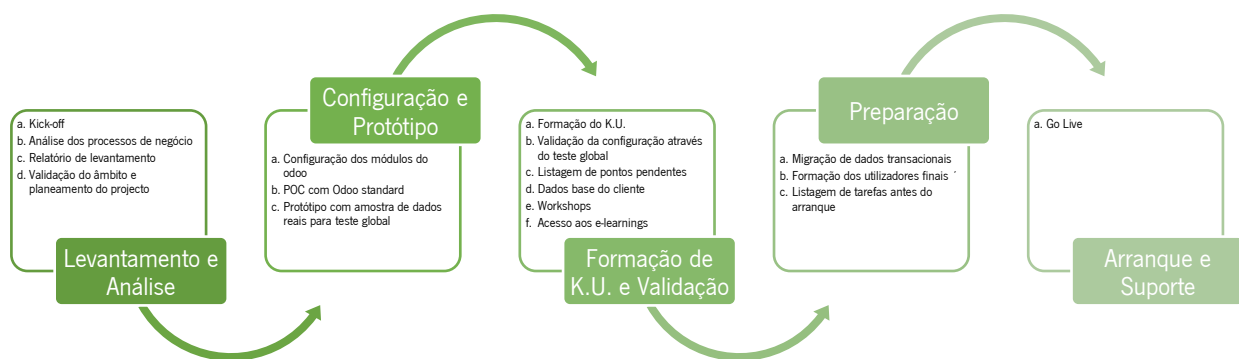 a. Kick-off
b. Análise dos processos de negócio
c. Relatório de levantamento
d. Validação do âmbito e
planeamento do projecto
Levantamento e
Análise
Configuração e
Protótipo
a. Configuração dos módulos do
odoo
b. POC com Odoo standard
c. Protótipo com amostra de dados
reais para teste global
a. Formação do K.U.
b. Validação da configuração através
do teste global
c. Listagem de pontos pendentes
d. Dados base do cliente
e. Workshops
f. Acesso aos e-learnings
Formação de
K.U. e Validação
Preparação
a. Migração de dados transacionais
b. Formação dos utilizadores finais
c. Listagem de tarefas antes do
arranque
a. Go Live
Arranque e
Suporte